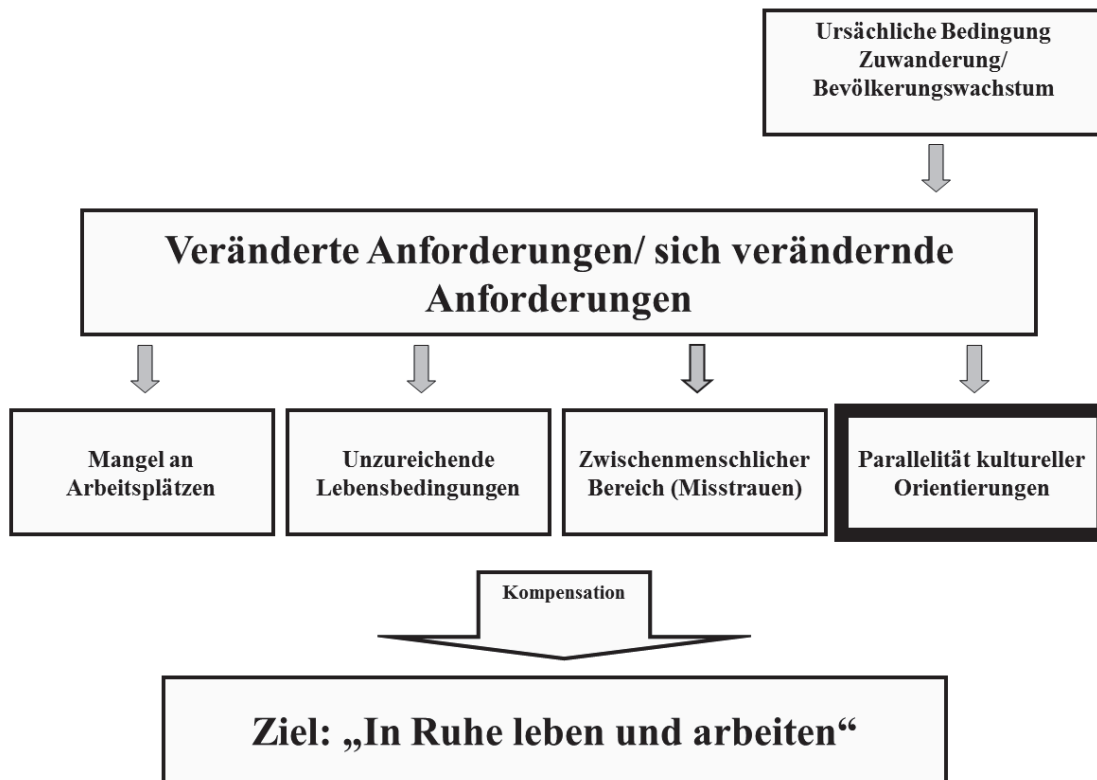 Ursächliche Bedingung
Zuwanderung/
Bevölkerungswachstum
Veränderte Anforderungen/ sich verändernde
Anforderungen
Mangel an
Arbeitsplätzen
Unzureichende
Lebensbedingungen
Zwischenmenschlicher
Bereich (Misstrauen)
Parallelität kultureller
Orientierungen
Kompensation
Ziel: „In Ruhe leben und arbeiten“